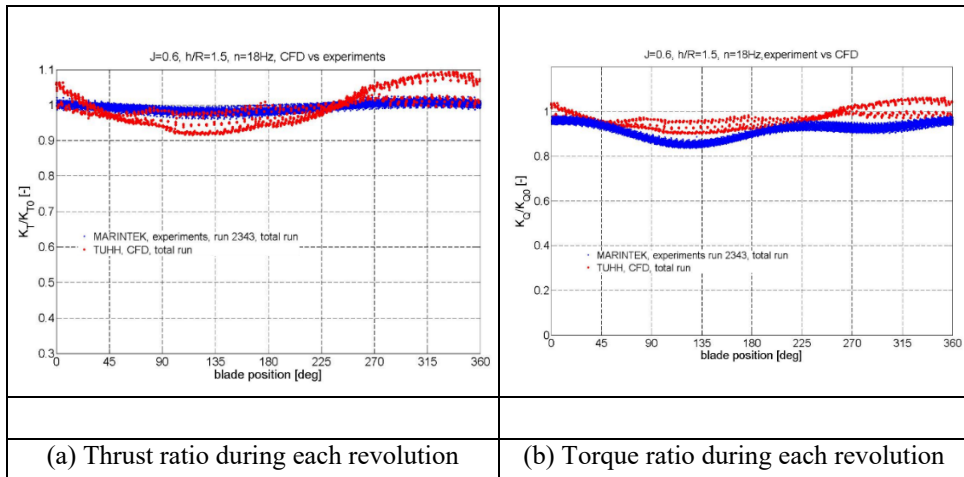 J=0.6, h/R=1.5, n=18Hz, CFD vs experiments
1.1
1
0.9
0.8
0.7
0.6
0.5
0.4
0.3
K_T/K_T0 [-]
MARINTEK, experiments, run 2343, total run
TUHH, CFD, total run
0 45 90 135 180 225 270 315 360
blade position [deg]
J=0.6, h/R=1.5, n=18Hz,experiment vs CFD
1
0.8
0.6
0.4
0.2
0
K_Q/K_Q0 [-]
MARINTEK, experiments run 2343, total run
TUHH, CFD, total run
0 45 90 135 180 225 270 315 360
blade position [deg]
(a) Thrust ratio during each revolution
(b) Torque ratio during each revolution